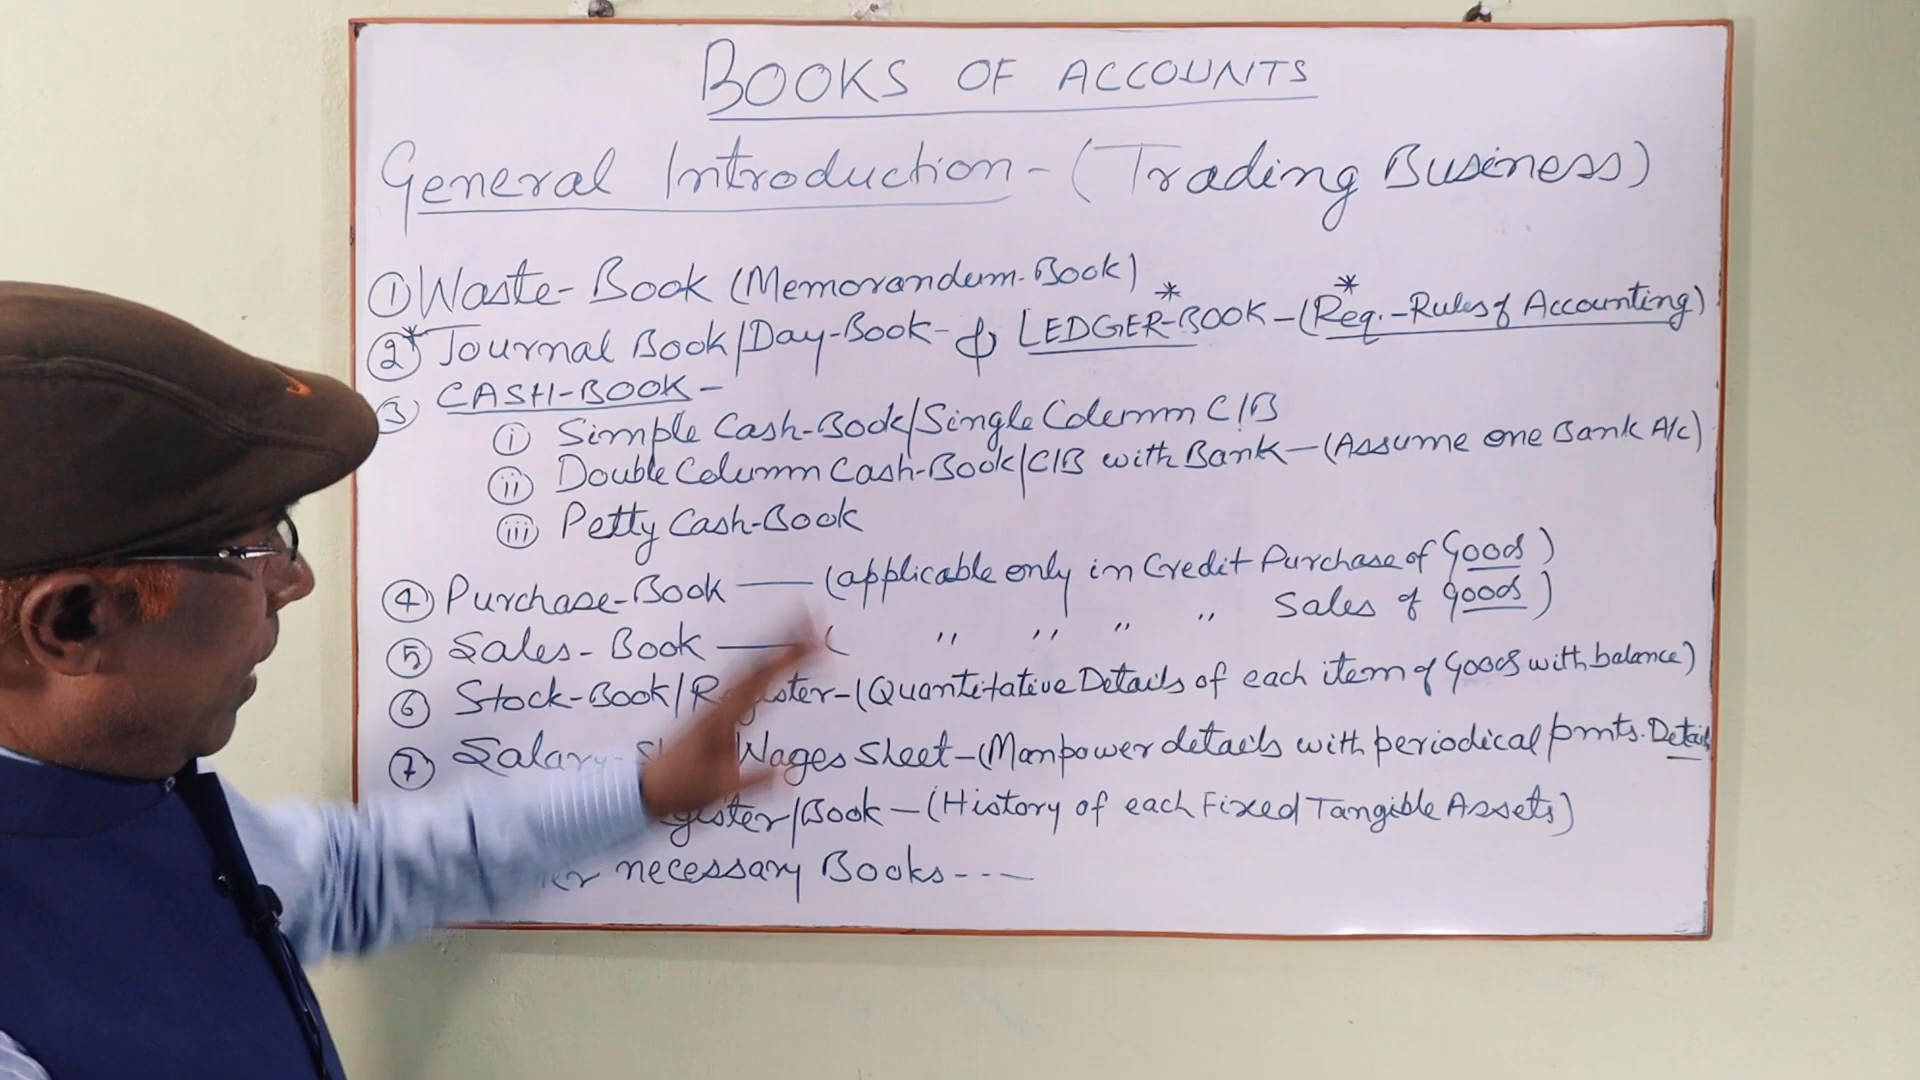 BOOKS OF ACCOUNTS
General Introduction - (Trading Business)
① Waste-Book (Memorandum-Book)
②* Journal Book/Day-Book - & LEDGER-BOOK* - (Req.* - Rules of Accounting)
③ CASH-BOOK -
(i) Simple Cash-Book/Single Column C/B
(ii) Double Column Cash-Book/C/B with Bank - (Assume one Bank A/c)
(iii) Petty Cash-Book
④ Purchase-Book — (applicable only in Credit Purchase of Goods)
⑤ Sales-Book — ( " " " " Sales of goods)
⑥ Stock-Book/Register - (Quantitative Details of each item of Goods with balance)
⑦ Salary- Wages Sheet - (Manpower details with periodical pmts. Details
/Book - (History of each Fixed Tangible Assets)
necessary Books ---